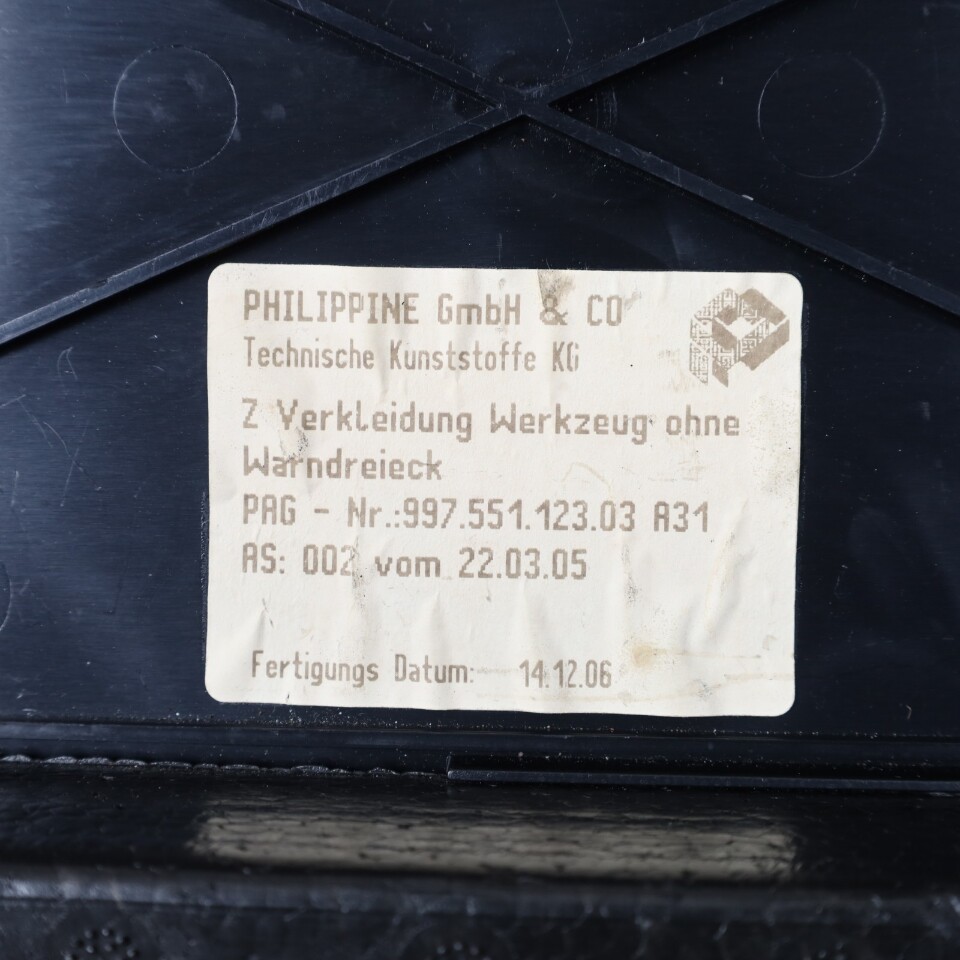 PHILIPPINE GmbH & CO
Technische Kunststoffe KG
Z Verkleidung Werkzeug ohne
Warndreieck
PAG - Nr.:997.551.123.03 A31
AS: 002 vom 22.03.05
Fertigungs Datum: 14.12.06